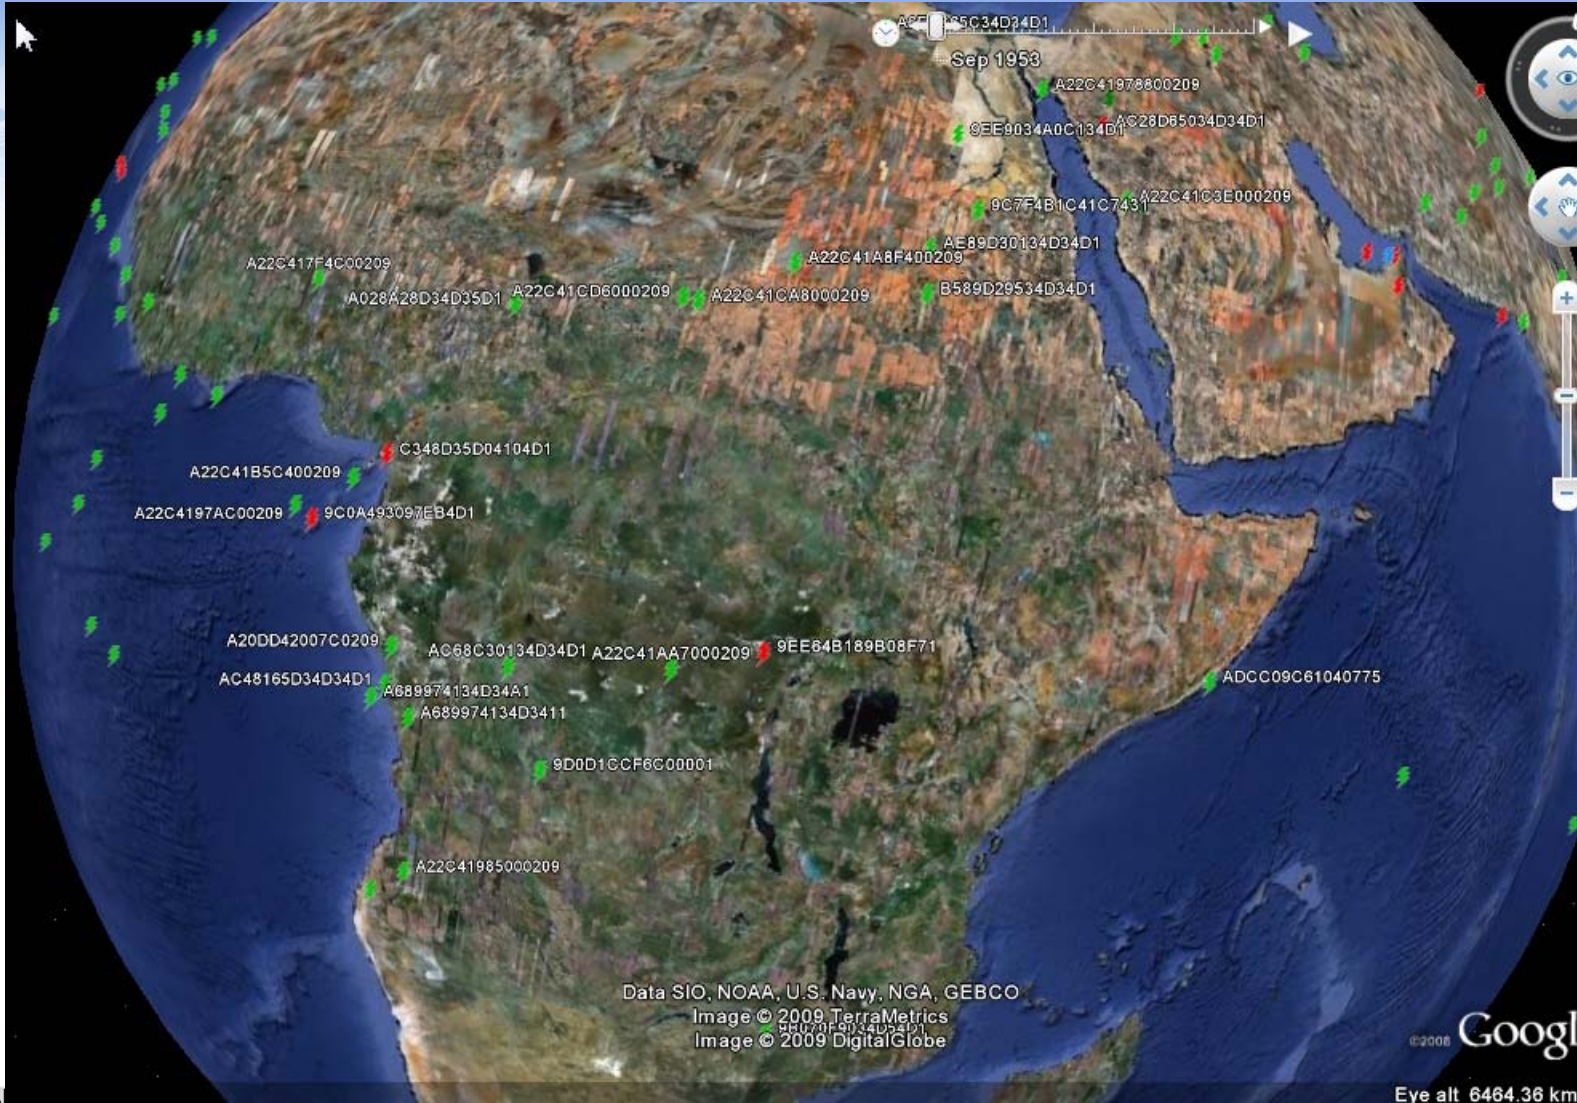 Sep 1953
A22C41978800209
AC28D65034D34D1
9EE9034A0C134D1
A22C41C3E000209
9C7F4B1C41C7431
AE89D30134D34D1
A22C41A8F400209
A22C417F4C00209
A22C41CD6000209
B589D29534D34D1
A028A28D34D35D1
A22C41CA8000209
C348D35D04104D1
A22C41B5C400209
A22C4197AC00209
9C0A493097EB4D1
A20DD42007C0209
AC68C30134D34D1
A22C41AA7000209
9EE64B189B08F71
AC48165D34D34D1
ADCC09C61040775
A689974134D34A1
A689974134D3411
9D0D1CCF6C00001
A22C41985000209
Data SIO, NOAA, U.S. Navy, NGA, GEBCO
Image © 2009 TerraMetrics
Image © 2009 DigitalGlobe
©2008 Googl
Eye alt 6464.36 km